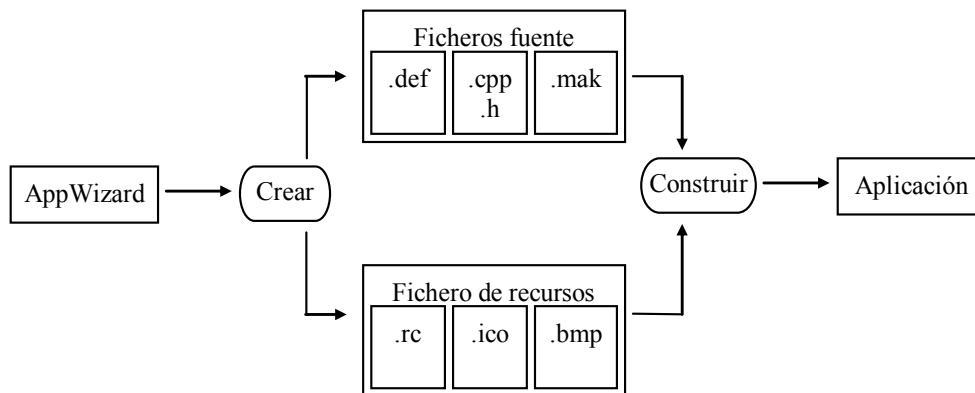 Ficheros fuente
.def
.cpp
.h
.mak
AppWizard
Crear
Construir
Aplicación
Fichero de recursos
.rc
.ico
.bmp